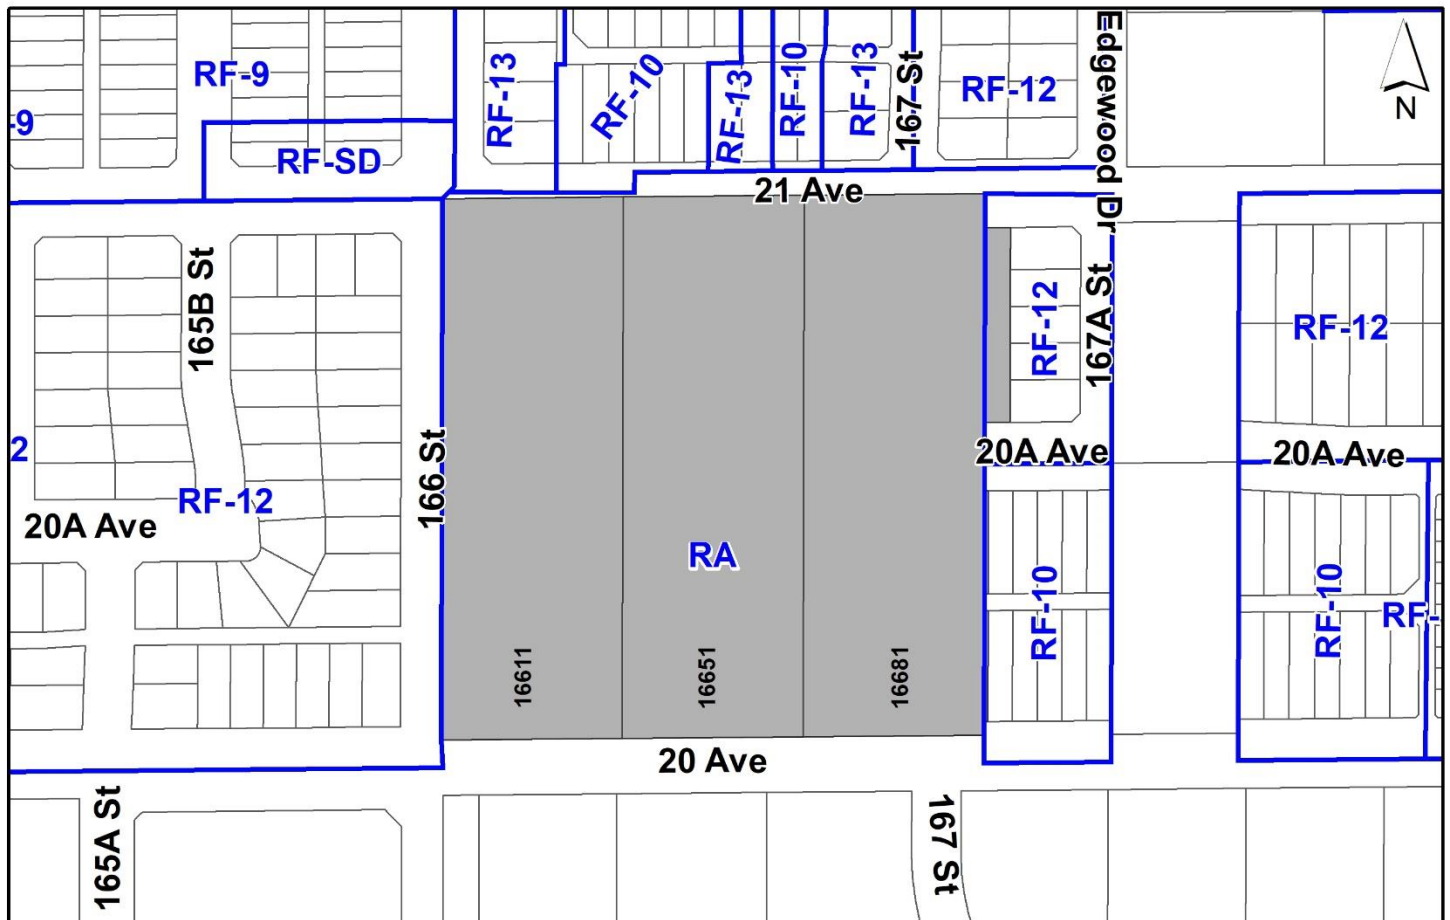 RF-9
-9
RF-SD
RF-13
RF-10
RF-13
RF-10
RF-13
167 St
RF-12
Edgewood Dr
N
21 Ave
165B St
RF-12
167A St
RF-12
2
166 St
20A Ave
20A Ave
RF-12
20A Ave
RA
RF-10
RF-10
RF-
16611
16651
16681
20 Ave
165A St
167 St